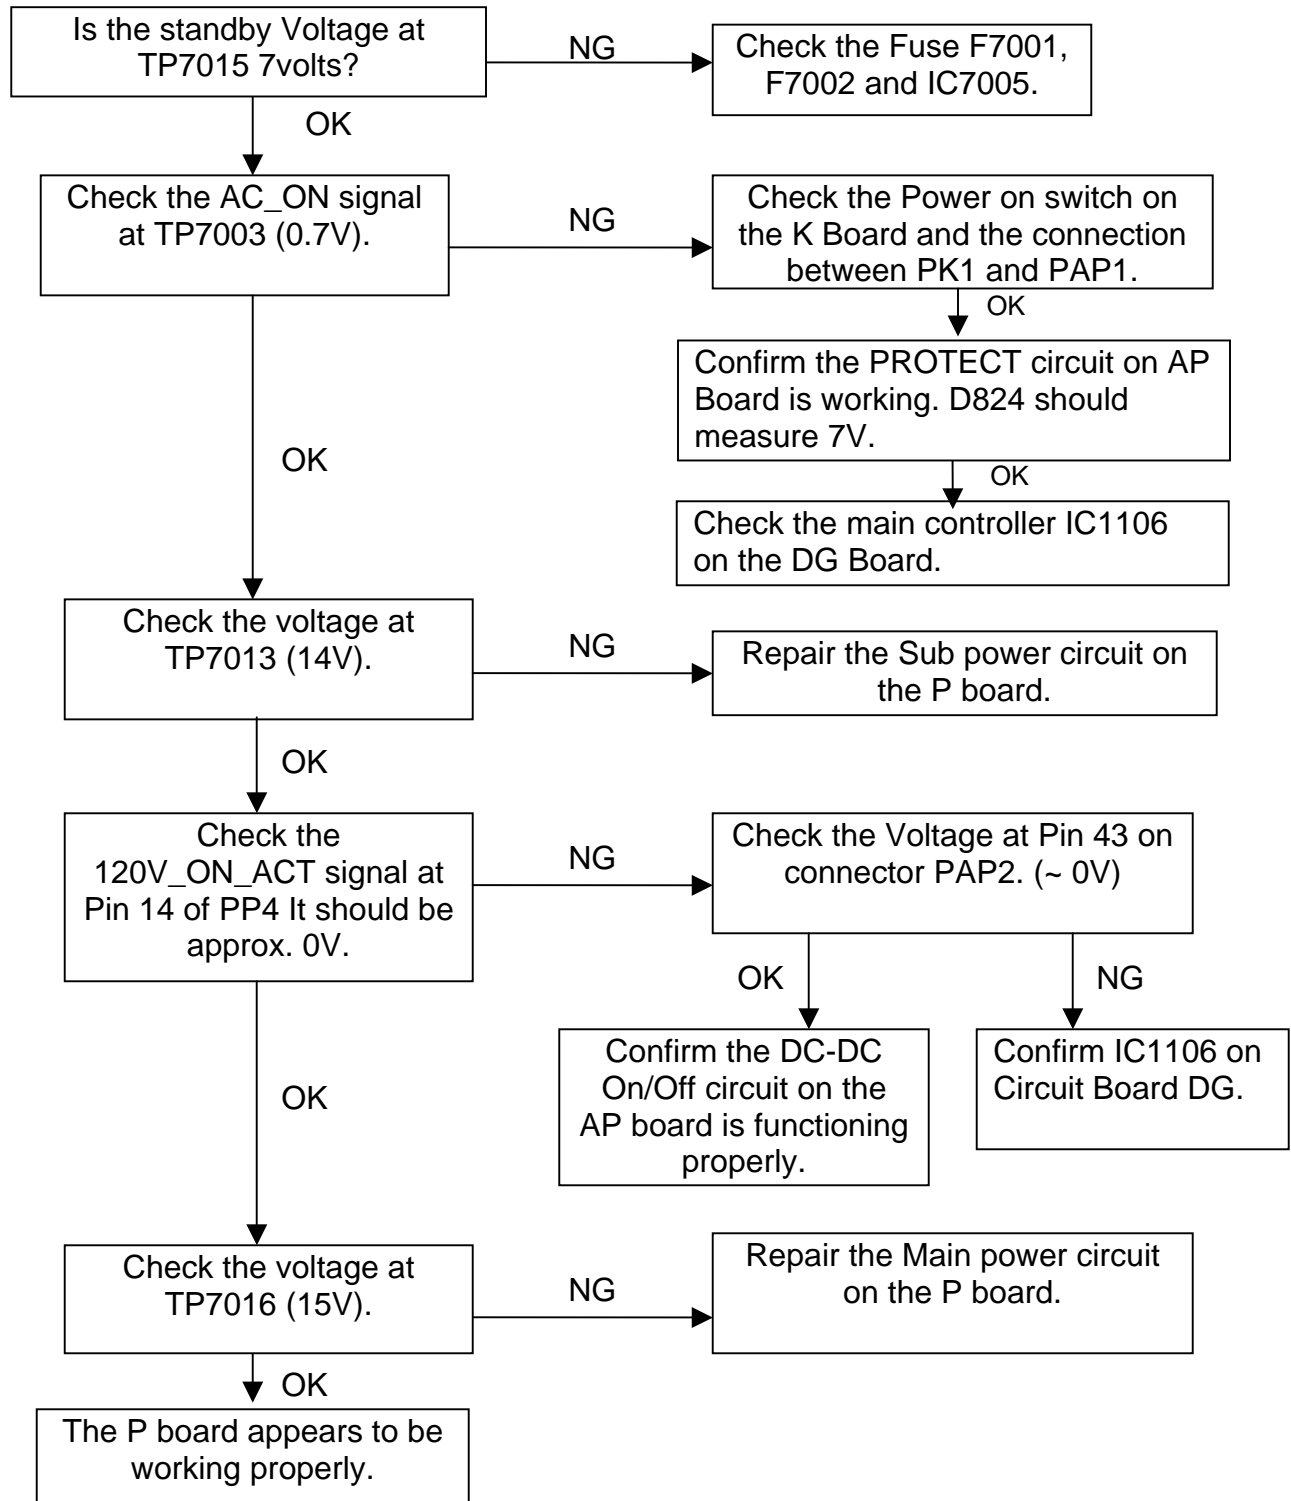 Is the standby Voltage at
TP7015 7volts?
NG
Check the Fuse F7001,
F7002 and IC7005.
OK
Check the AC_ON signal
at TP7003 (0.7V).
NG
Check the Power on switch on
the K Board and the connection
between PK1 and PAP1.
OK
Confirm the PROTECT circuit on AP
Board is working. D824 should
measure 7V.
OK
OK
Check the main controller IC1106
on the DG Board.
Check the voltage at
TP7013 (14V).
NG
Repair the Sub power circuit on
the P board.
OK
Check the
120V_ON_ACT signal at
Pin 14 of PP4 It should be
approx. 0V.
NG
Check the Voltage at Pin 43 on
connector PAP2. (~ 0V)
OK
NG
Confirm the DC-DC
On/Off circuit on the
AP board is functioning
properly.
Confirm IC1106 on
Circuit Board DG.
OK
Check the voltage at
TP7016 (15V).
NG
Repair the Main power circuit
on the P board.
OK
The P board appears to be
working properly.